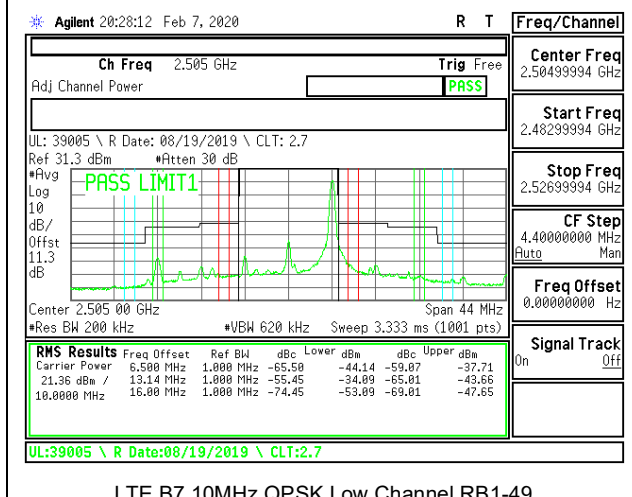 Agilent 20:28:12 Feb 7, 2020 R T
Freq/Channel
Ch Freq 2.505 GHz Trig Free
Adj Channel Power PASS
Center Freq
2.50499994 GHz
Start Freq
2.48299994 GHz
UL: 39005 \ R Date: 08/19/2019 \ CLT: 2.7
Ref 31.3 dBm #Atten 30 dB
#Avg
Log
10
dB/
Offst
11.3
dB
PASS LIMIT1
Stop Freq
2.52699994 GHz
CF Step
4.40000000 MHz
Auto Man
Freq Offset
0.00000000 Hz
Center 2.505 00 GHz Span 44 MHz
#Res BW 200 kHz #VBW 620 kHz Sweep 3.333 ms (1001 pts)
Signal Track
On Off
RMS Results Freq Offset Ref BW dBc Lower dBm dBc Upper dBm
Carrier Power 6.500 MHz 1.000 MHz -65.50 -44.14 -59.07 -37.71
21.36 dBm / 13.14 MHz 1.000 MHz -55.45 -34.09 -65.01 -43.66
10.0000 MHz 16.00 MHz 1.000 MHz -74.45 -53.09 -69.01 -47.65
UL:39005 \ R Date:08/19/2019 \ CLT:2.7
LTE B7 10MHz QPSK Low Channel RB1-49